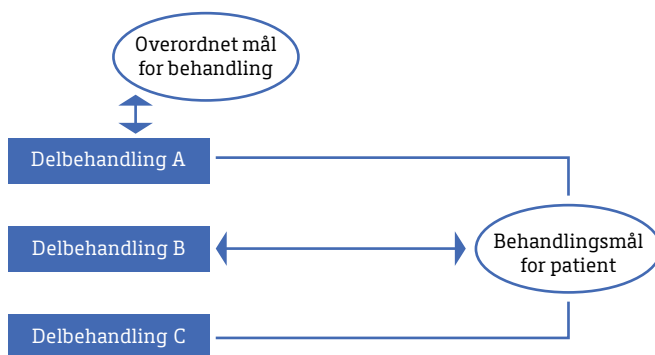 Overordnet mål
for behandling
Delbehandling A
Delbehandling B
Behandlingsmål
for patient
Delbehandling C